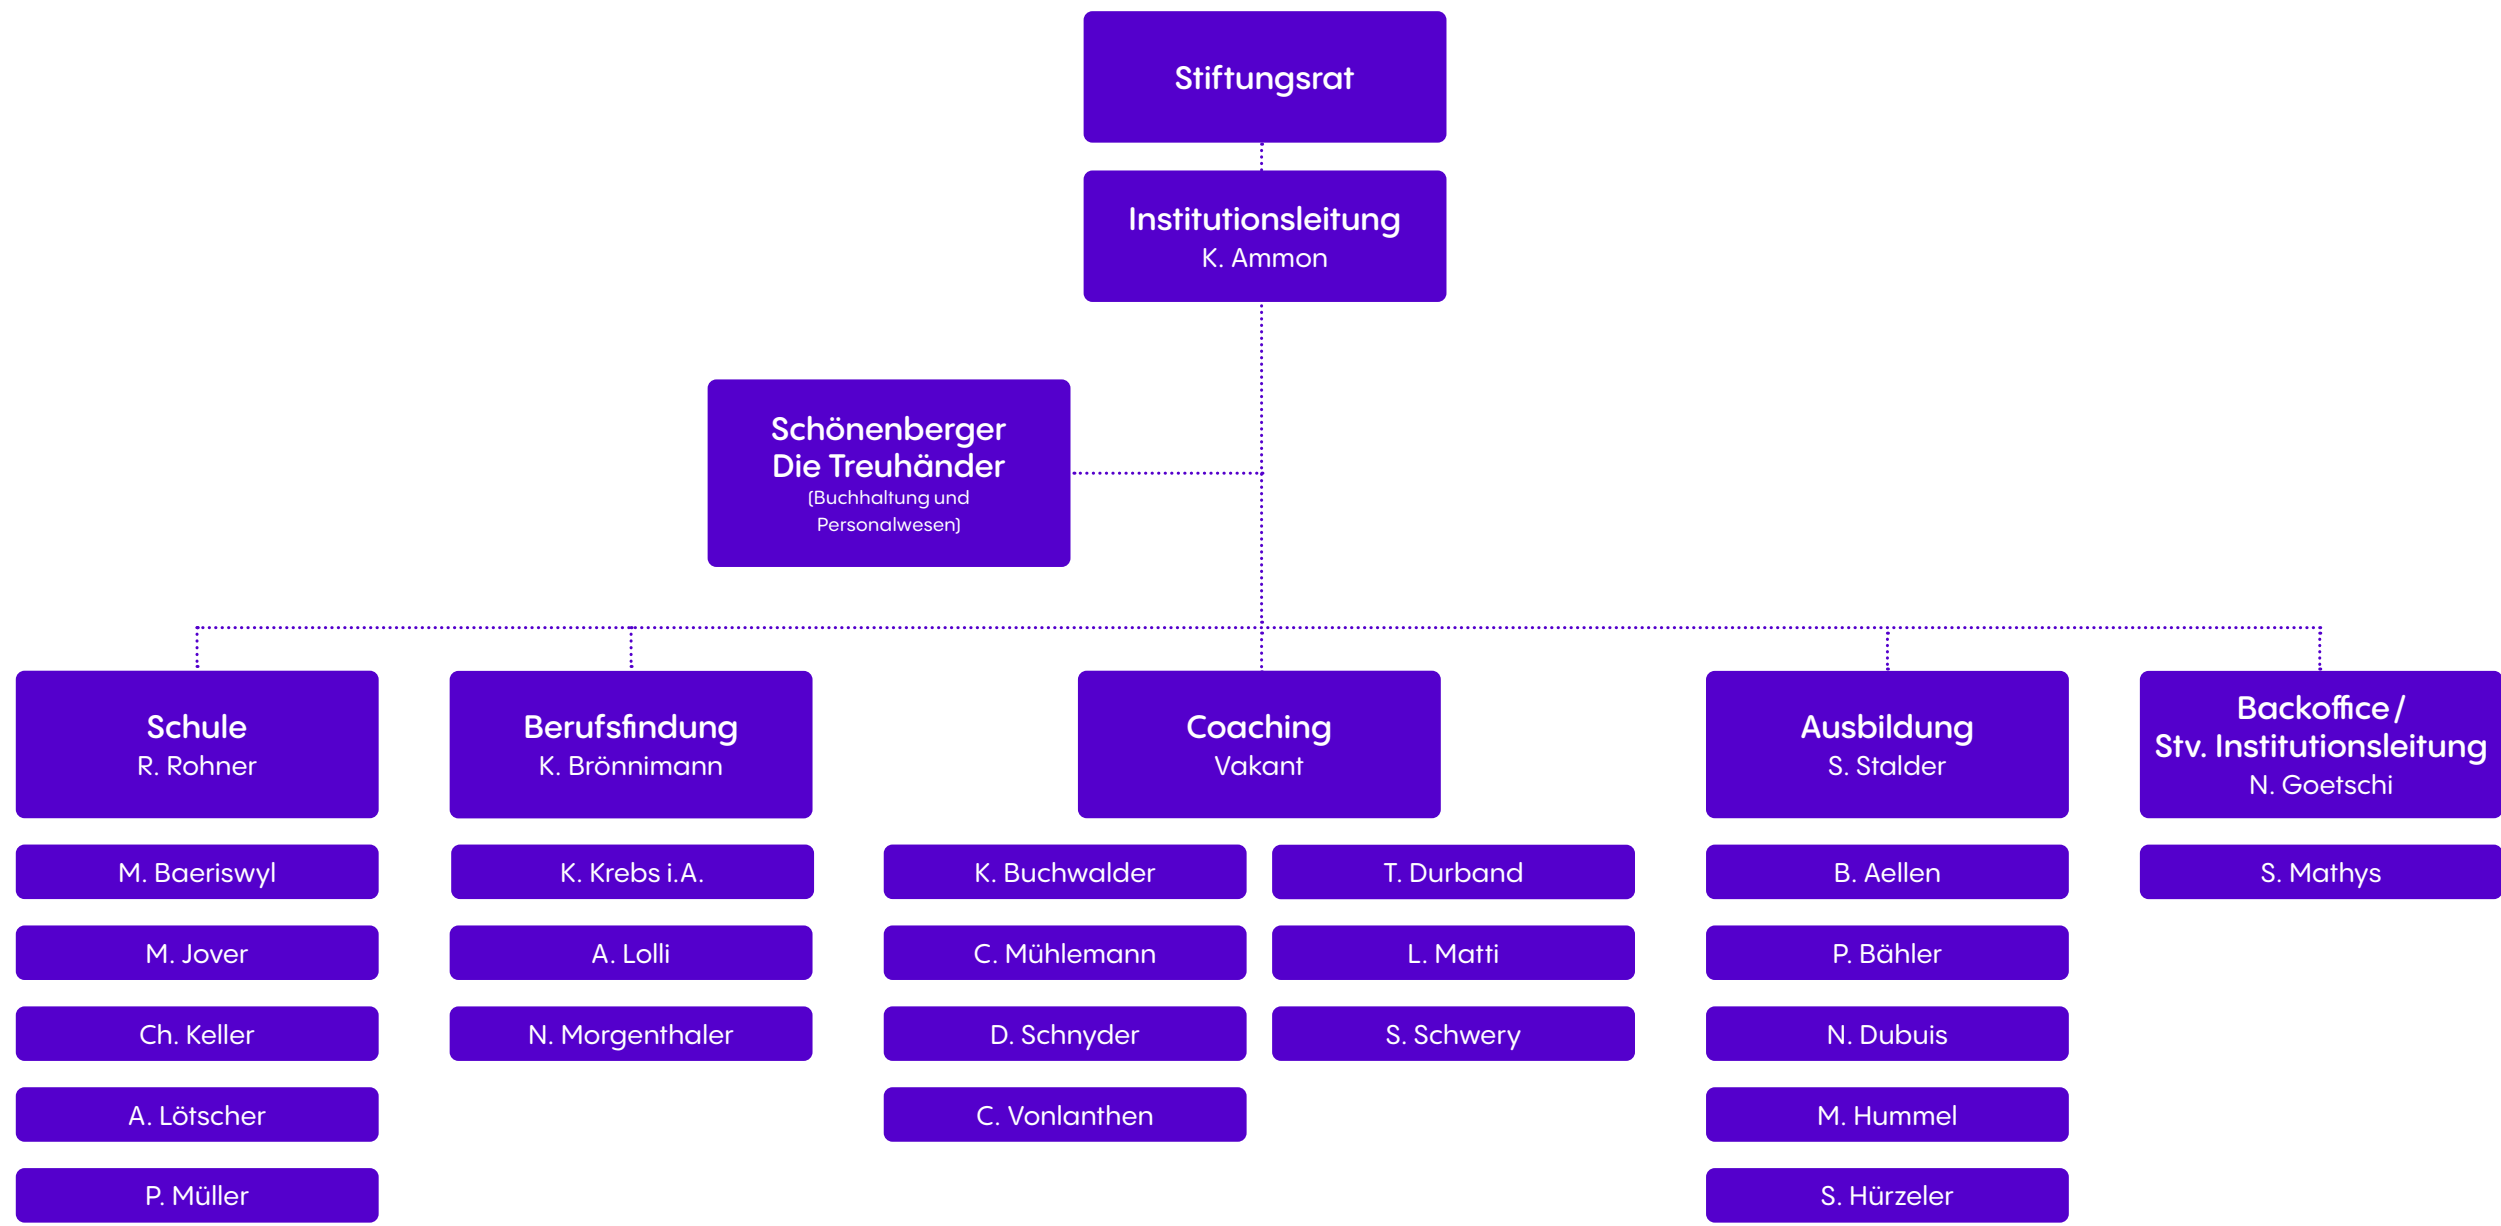 Stiftungsrat
Institutionsleitung
K. Ammon
Schönenberger
Die Treuhänder
(Buchhaltung und
Personalwesen)
Schule
R. Rohner
M. Baeriswyl
M. Jover
Ch. Keller
A. Lötscher
P. Müller
Berufsfindung
K. Brönnimann
K. Krebs i.A.
A. Lolli
N. Morgenthaler
Coaching
Vakant
K. Buchwalder
C. Mühlemann
D. Schnyder
C. Vonlanthen
T. Durband
L. Matti
S. Schwery
Ausbildung
S. Stalder
B. Aellen
P. Bähler
N. Dubuis
M. Hummel
S. Hürzeler
Backoffice /
Stv. Institutionsleitung
N. Goetschi
S. Mathys